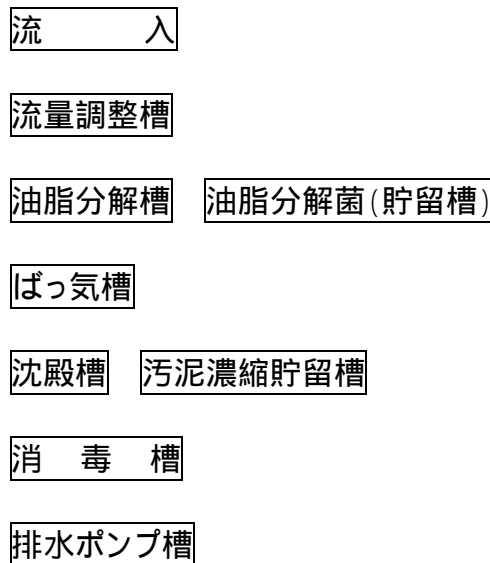 流　　　入
流量調整槽
油脂分解槽　油脂分解菌(貯留槽)
ばっ気槽
沈殿槽　汚泥濃縮貯留槽
消　毒　槽
排水ポンプ槽